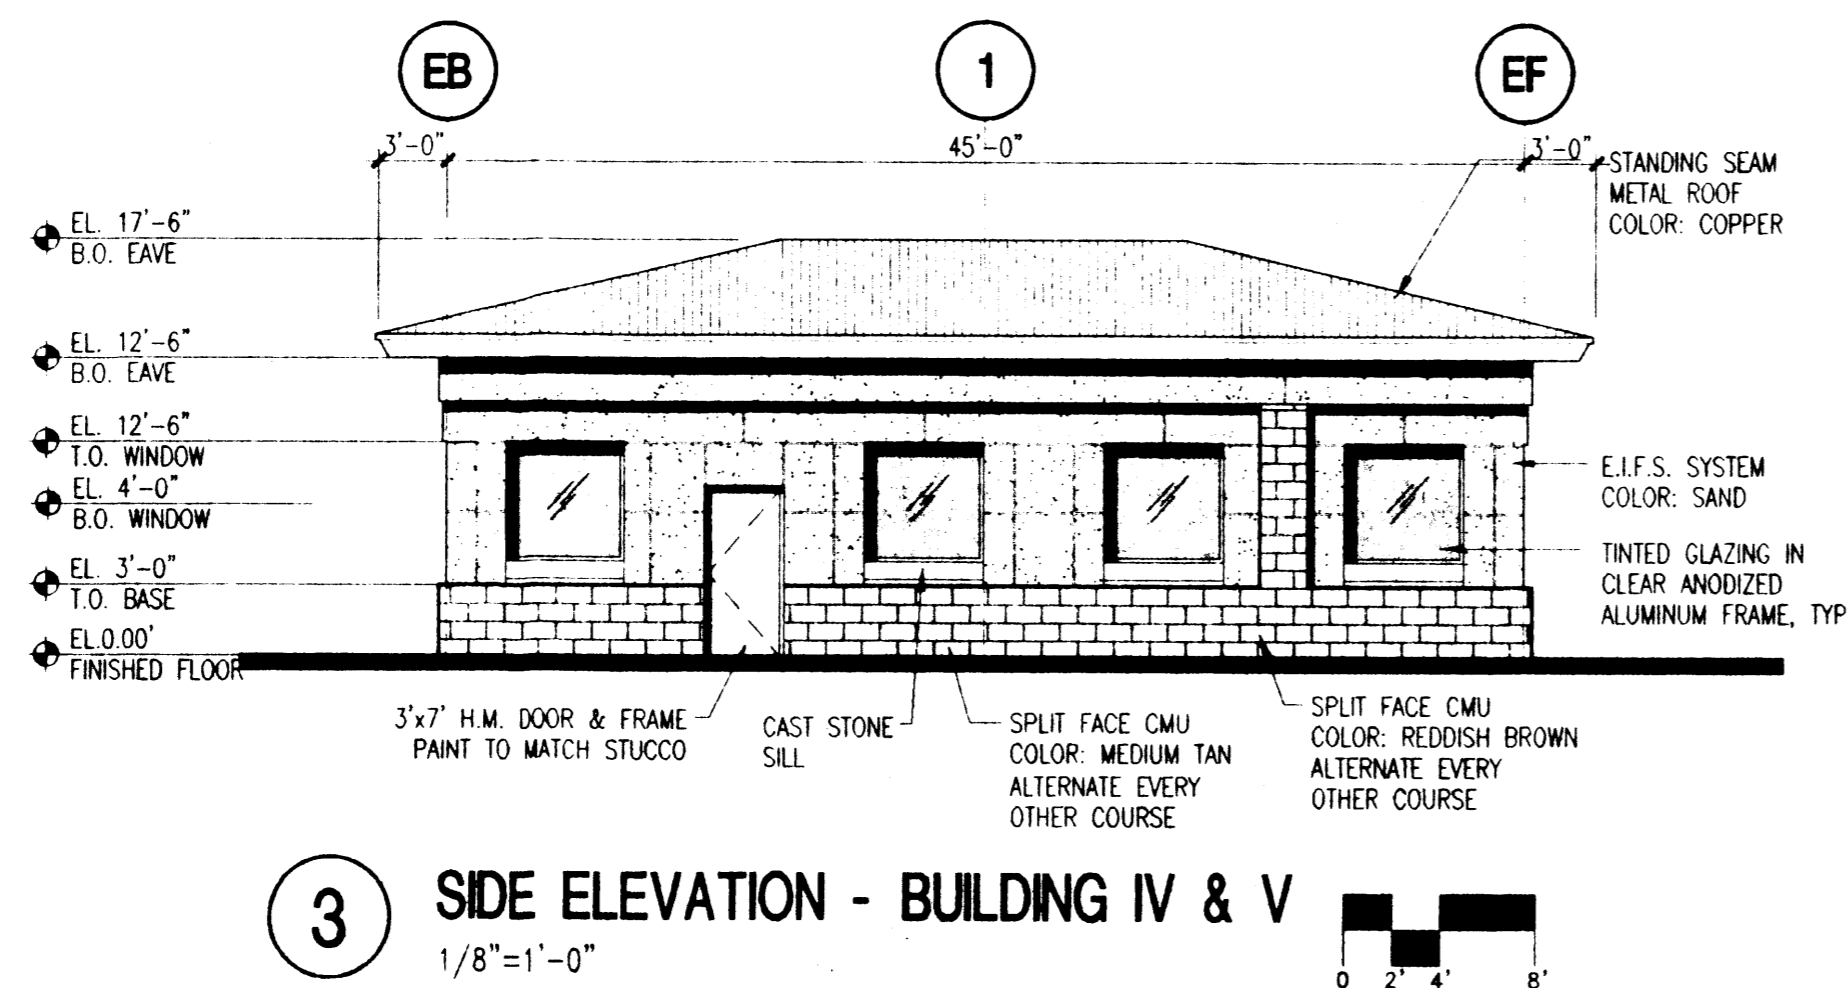 EB
1
EF
3'-0"
45'-0"
3'-0"
STANDING SEAM
METAL ROOF
COLOR: COPPER
EL. 17'-6"
B.O. EAVE
EL. 12'-6"
B.O. EAVE
EL. 12'-6"
T.O. WINDOW
EL. 4'-0"
B.O. WINDOW
EL. 3'-0"
T.O. BASE
EL.0.00'
FINISHED FLOOR
E.I.F.S. SYSTEM
COLOR: SAND
TINTED GLAZING IN
CLEAR ANODIZED
ALUMINUM FRAME, TYP
3'x7' H.M. DOOR & FRAME
PAINT TO MATCH STUCCO
CAST STONE
SILL
SPLIT FACE CMU
COLOR: MEDIUM TAN
ALTERNATE EVERY
OTHER COURSE
SPLIT FACE CMU
COLOR: REDDISH BROWN
ALTERNATE EVERY
OTHER COURSE
3
SIDE ELEVATION - BUILDING IV & V
1/8"=1'-0"
0 2' 4' 8'